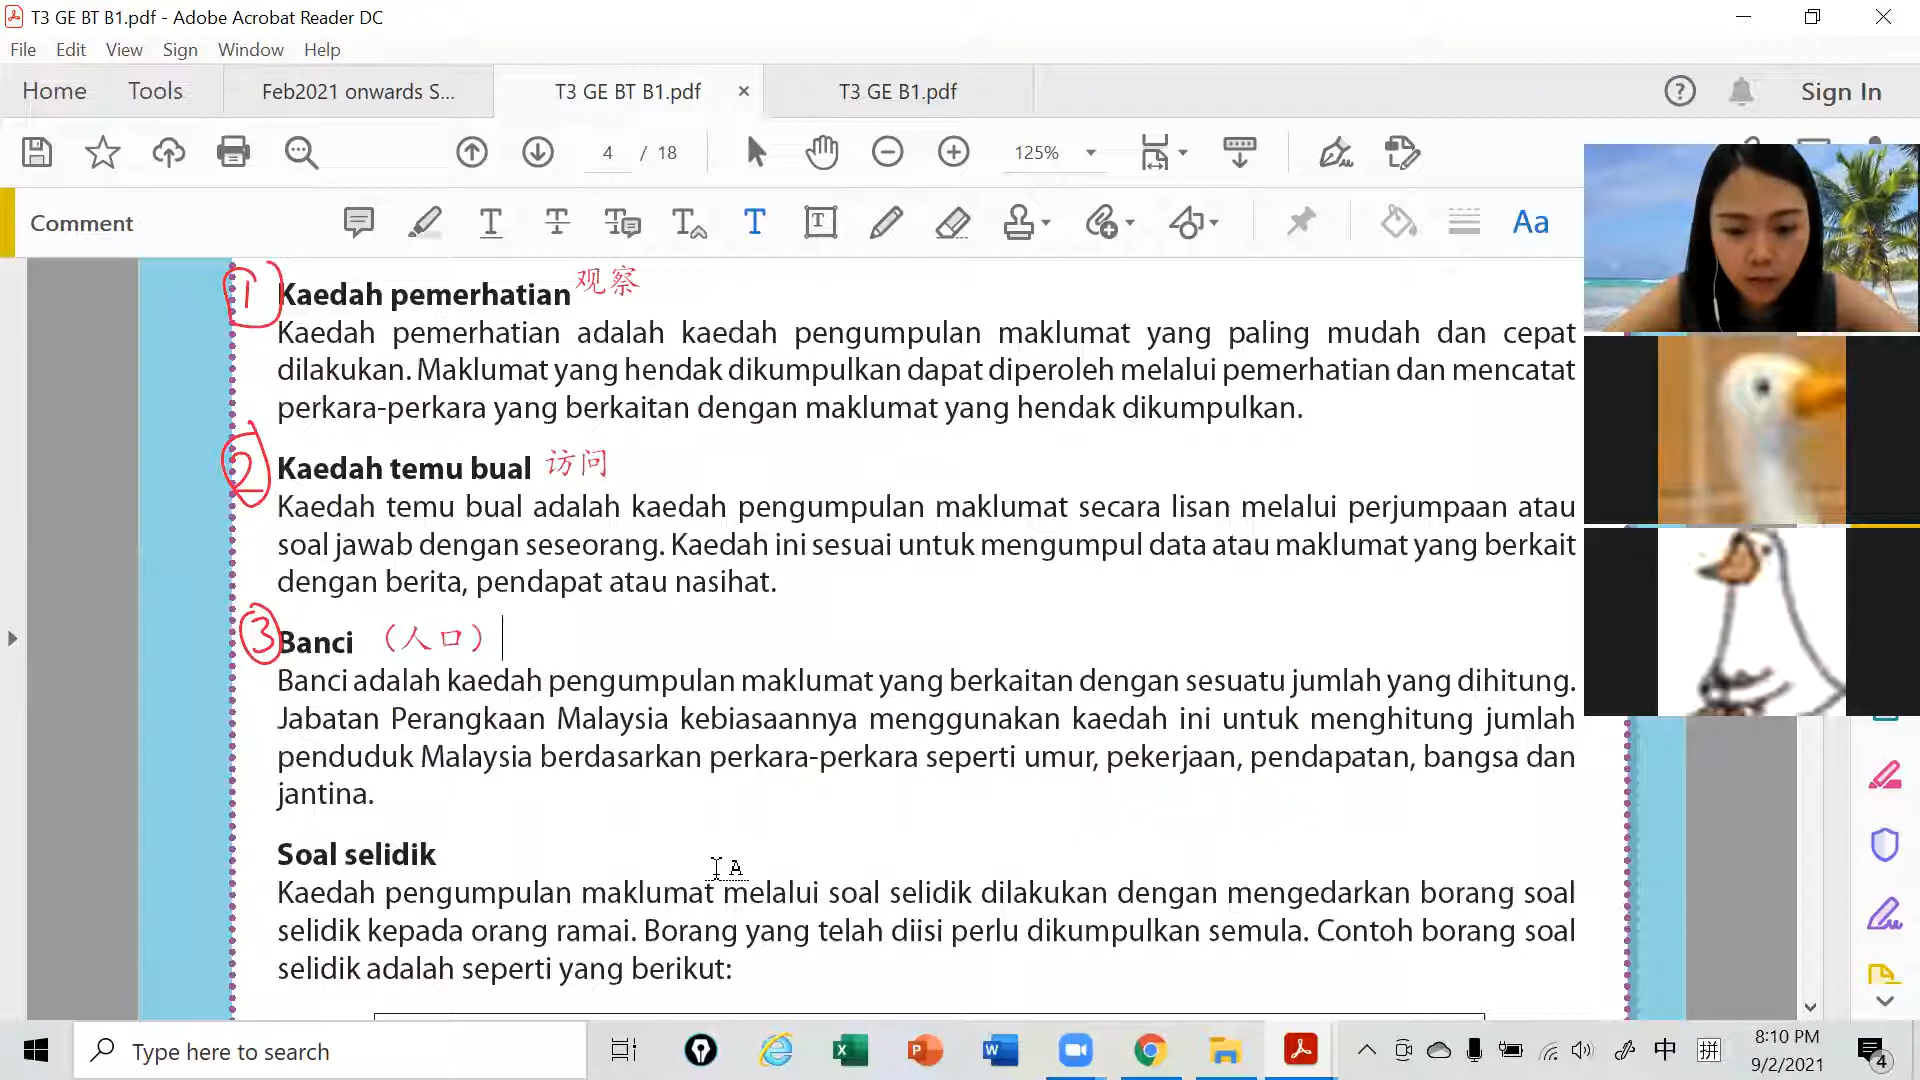 T3 GE BT B1.pdf - Adobe Acrobat Reader DC
File Edit View Sign Window Help
Home Tools Feb2021 onwards S... T3 GE BT B1.pdf × T3 GE B1.pdf Sign In
4 / 18 125%
Comment Aa
① Kaedah pemerhatian 观察
Kaedah pemerhatian adalah kaedah pengumpulan maklumat yang paling mudah dan cepat
dilakukan. Maklumat yang hendak dikumpulkan dapat diperoleh melalui pemerhatian dan mencatat
perkara-perkara yang berkaitan dengan maklumat yang hendak dikumpulkan.
② Kaedah temu bual 访问
Kaedah temu bual adalah kaedah pengumpulan maklumat secara lisan melalui perjumpaan atau
soal jawab dengan seseorang. Kaedah ini sesuai untuk mengumpul data atau maklumat yang berkait
dengan berita, pendapat atau nasihat.
③ Banci （人口）
Banci adalah kaedah pengumpulan maklumat yang berkaitan dengan sesuatu jumlah yang dihitung.
Jabatan Perangkaan Malaysia kebiasaannya menggunakan kaedah ini untuk menghitung jumlah
penduduk Malaysia berdasarkan perkara-perkara seperti umur, pekerjaan, pendapatan, bangsa dan
jantina.
Soal selidik
Kaedah pengumpulan maklumat melalui soal selidik dilakukan dengan mengedarkan borang soal
selidik kepada orang ramai. Borang yang telah diisi perlu dikumpulkan semula. Contoh borang soal
selidik adalah seperti yang berikut:
Type here to search 中 拼 8:10 PM
9/2/2021 4